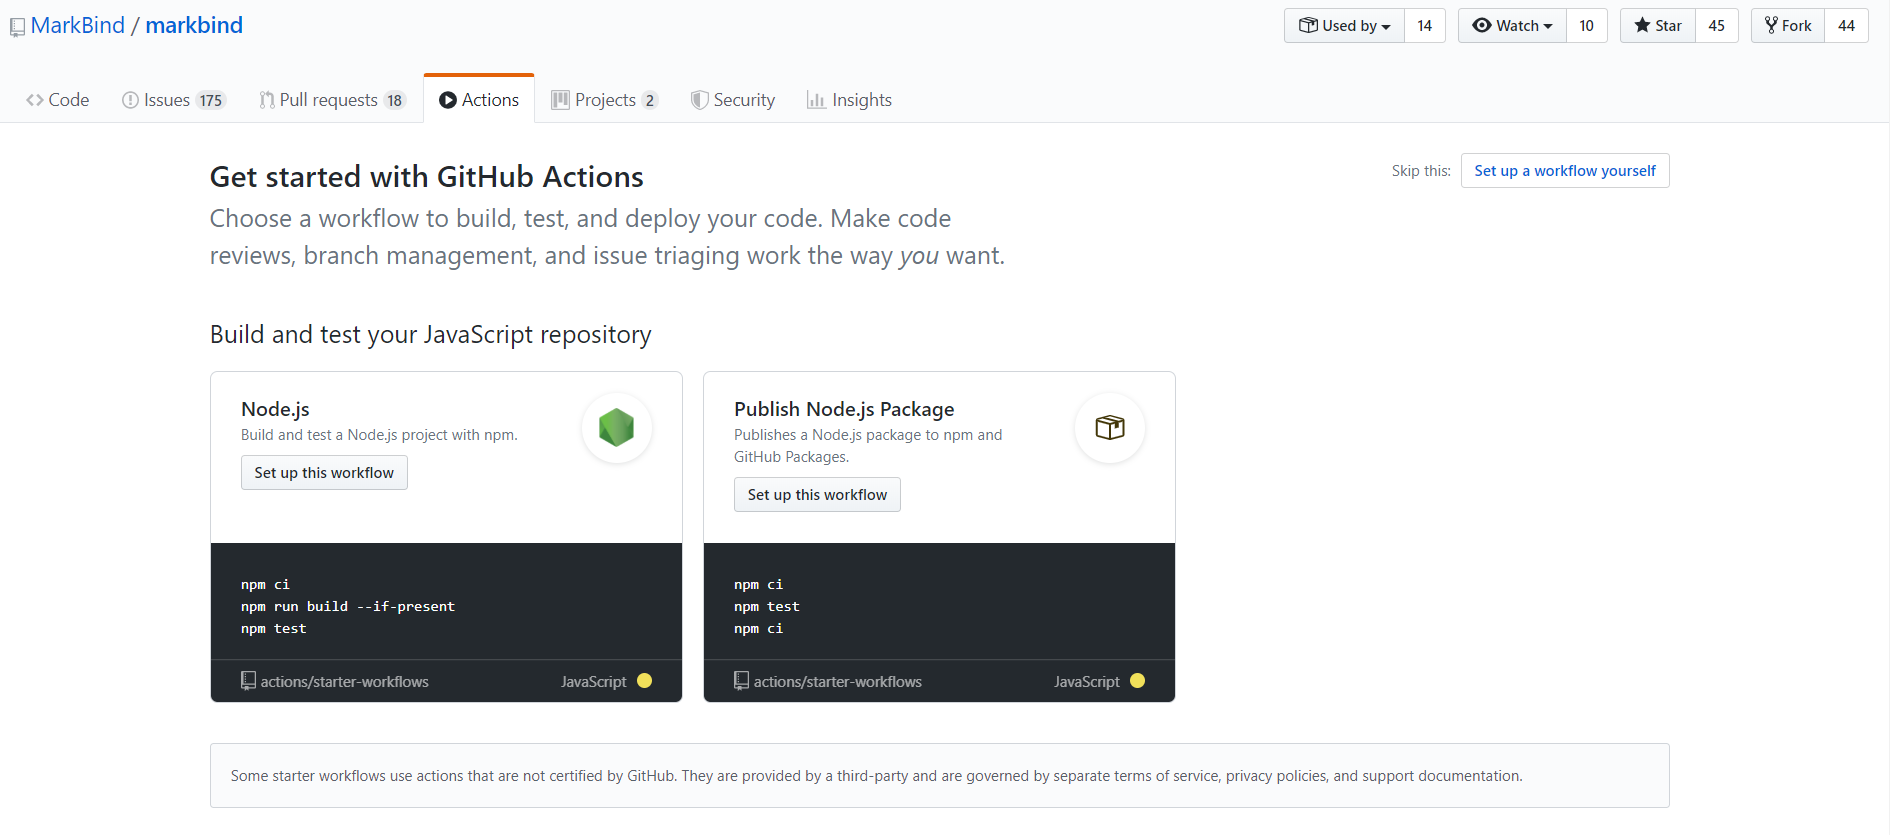 MarkBind / markbind
Used by 14 Watch 10 Star 45 Fork 44
Code Issues 175 Pull requests 18 Actions Projects 2 Security Insights
Get started with GitHub Actions
Skip this: Set up a workflow yourself
Choose a workflow to build, test, and deploy your code. Make code
reviews, branch management, and issue triaging work the way you want.
Build and test your JavaScript repository
Node.js
Build and test a Node.js project with npm.
Set up this workflow
npm ci
npm run build --if-present
npm test
actions/starter-workflows JavaScript
Publish Node.js Package
Publishes a Node.js package to npm and
GitHub Packages.
Set up this workflow
npm ci
npm test
npm ci
actions/starter-workflows JavaScript
Some starter workflows use actions that are not certified by GitHub. They are provided by a third-party and are governed by separate terms of service, privacy policies, and support documentation.